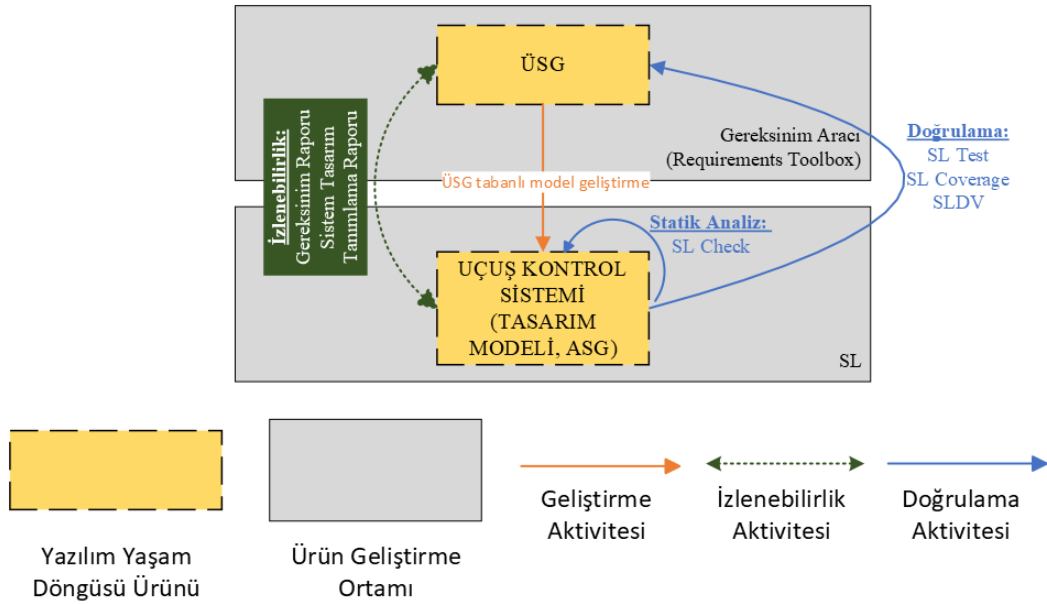 ÜSG
Gereksinim Aracı
(Requirements Toolbox)
İzlenebilirlik:
Gereksinim Raporu
Sistem Tasarım
Tanımlama Raporu
Doğrulama:
SL Test
SL Coverage
SLDV
ÜSG tabanlı model geliştirme
Statik Analiz:
SL Check
UÇUŞ KONTROL
SİSTEMİ
(TASARIM
MODELİ, ASG)
SL
Yazılım Yaşam
Döngüsü Ürünü
Ürün Geliştirme
Ortamı
Geliştirme
Aktivitesi
İzlenebilirlik
Aktivitesi
Doğrulama
Aktivitesi